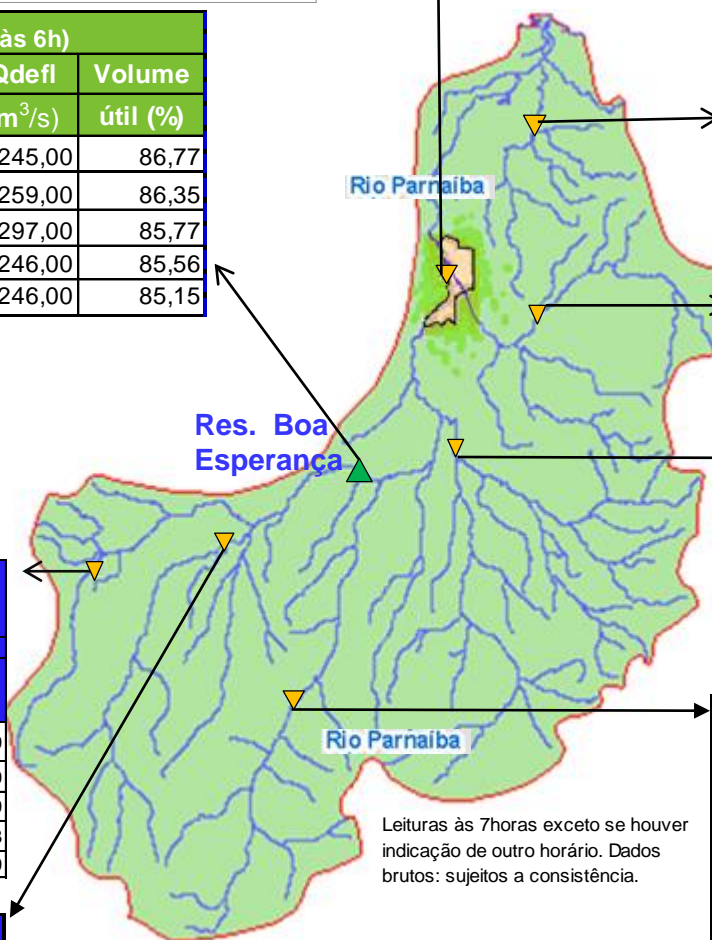 às 6h)
Qdefl Volume
m³/s) útil (%)
245,00 86,77
259,00 86,35
297,00 85,77
246,00 85,56
246,00 85,15
Rio Parnaíba
Res. Boa
Esperança
Rio Parnaíba
Leituras às 7horas exceto se houver
indicação de outro horário. Dados
brutos: sujeitos a consistência.